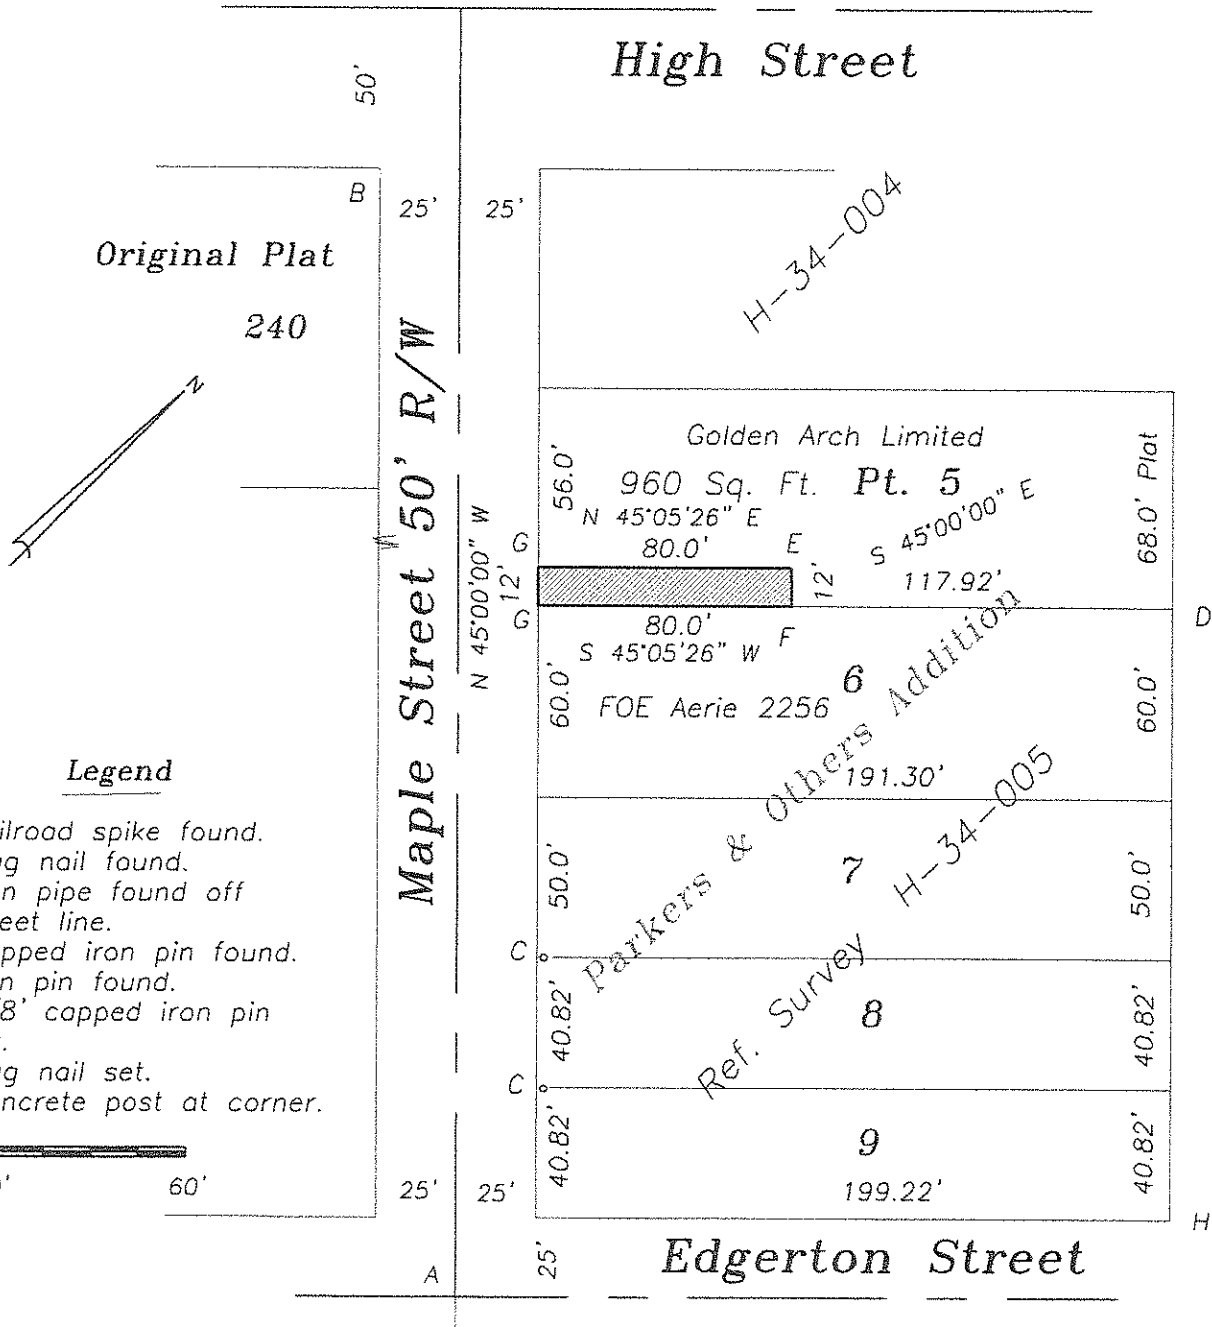 High Street
50'
B
25'
25'
Original Plat
240
H-34-004
N
Maple Street 50' R/W
Golden Arch Limited
960 Sq. Ft. Pt. 5
56.0'
68.0' Plat
N 45°05'26" E
80.0'
G
E
S 45°00'00" E
117.92'
N 45°00'00" W
12'
12'
G
80.0'
F
S 45°05'26" W
D
60.0'
6
60.0'
FOE Aerie 2256
191.30'
Parkers & Others Addition
Ref. Survey H-34-005
50.0'
7
50.0'
C
40.82'
8
40.82'
C
40.82'
9
40.82'
199.22'
H
Legend
ilroad spike found.
g nail found.
n pipe found off
eet line.
pped iron pin found.
n pin found.
8' capped iron pin
.
g nail set.
ncrete post at corner.
60'
25'
25'
A
25'
Edgerton Street